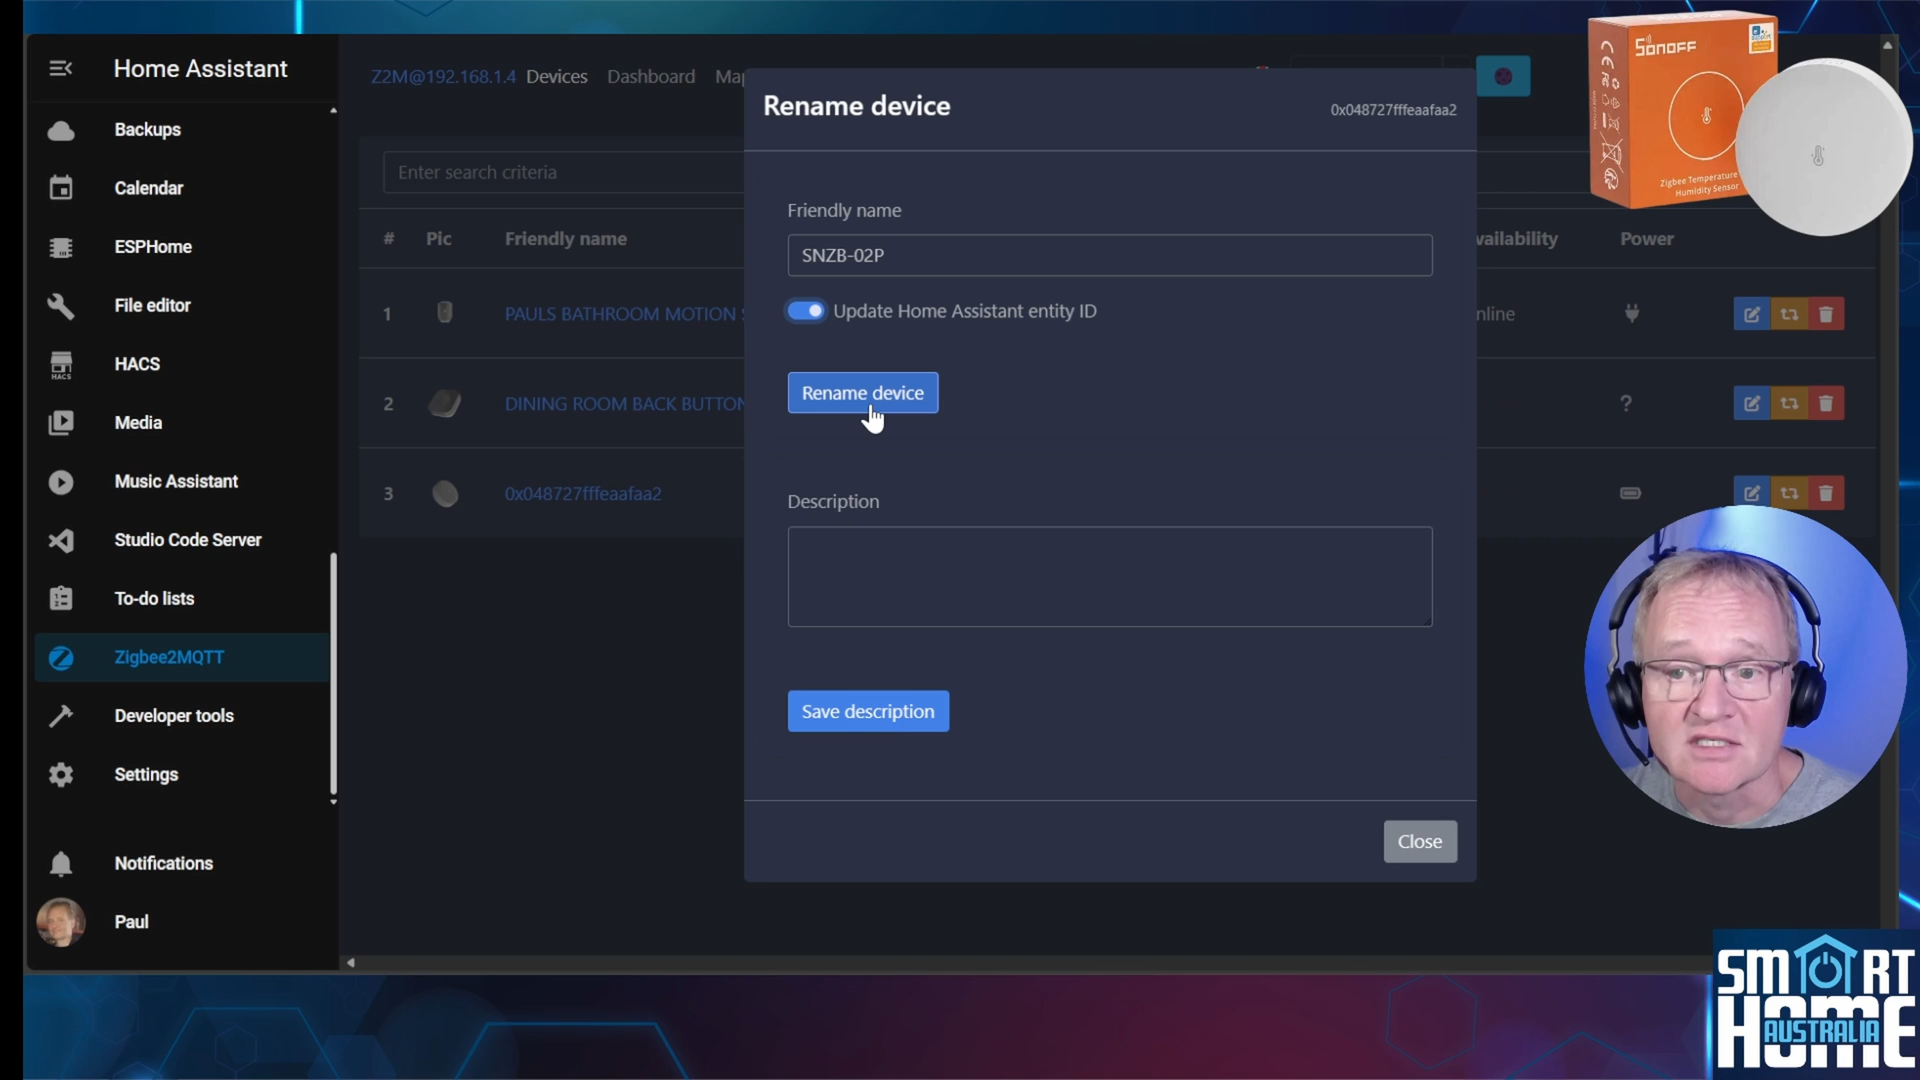 Home Assistant
Backups
Calendar
ESPHome
File editor
HACS
HACS
Media
Music Assistant
Studio Code Server
To-do lists
Zigbee2MQTT
Developer tools
Settings
Notifications
Paul
Z2M@192.168.1.4 Devices Dashboard
Enter search criteria
# Pic Friendly name
Power
1 PAULS BATHROOM MOTION
2 DINING ROOM BACK BUTTON
?
3 0x048727fffeaafaa2
Rename device
0x048727fffeaafaa2
Friendly name
SNZB-02P
Update Home Assistant entity ID
Rename device
Description
Save description
Close
SONOFF
Zigbee Temperature
Humidity Sensor
SMART
HOME
AUSTRALIA